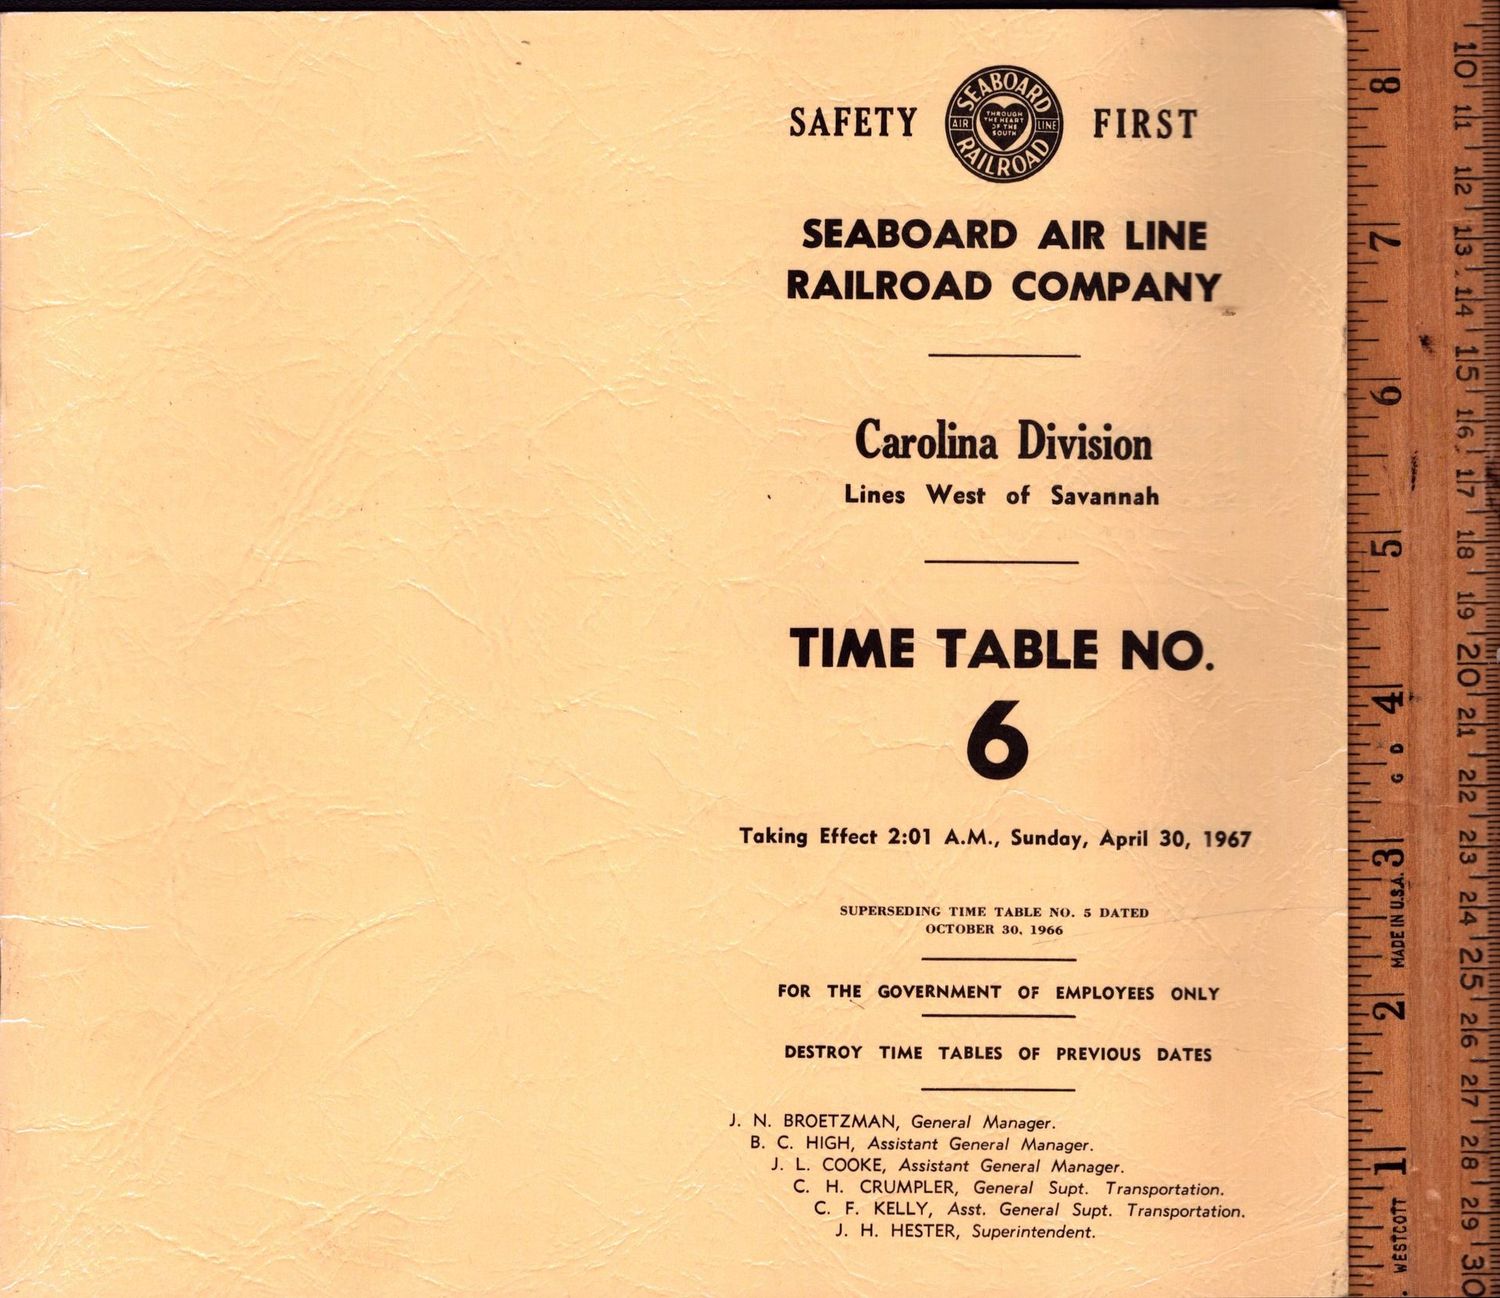 SAFETY FIRST
SEABOARD
AIR LINE
THROUGH
THE HEART
OF THE
SOUTH
RAILROAD
SEABOARD AIR LINE
RAILROAD COMPANY
Carolina Division
Lines West of Savannah
TIME TABLE NO.
6
Taking Effect 2:01 A.M., Sunday, April 30, 1967
SUPERSEDING TIME TABLE NO. 5 DATED
OCTOBER 30, 1966
FOR THE GOVERNMENT OF EMPLOYEES ONLY
DESTROY TIME TABLES OF PREVIOUS DATES
J. N. BROETZMAN, General Manager.
B. C. HIGH, Assistant General Manager.
J. L. COOKE, Assistant General Manager.
C. H. CRUMPLER, General Supt. Transportation.
C. F. KELLY, Asst. General Supt. Transportation.
J. H. HESTER, Superintendent.
8
7
6
5
4
3
2
1
G D
MADE IN U.S.A.
WESTCOTT
10
11
12
13
14
15
16
17
18
19
20
21
22
23
24
25
26
27
28
29
30